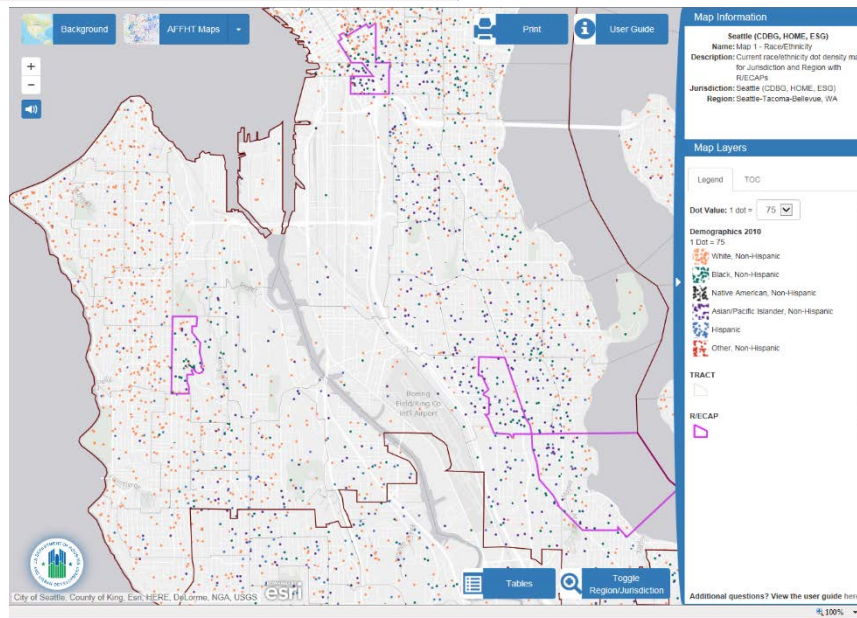 Background
AFFHT Maps
Print
User Guide
+
−
Boeing
Field/King Co
Int'l Airport
Tables
Toggle
Region/Jurisdiction
City of Seattle, County of King, Esri, HERE, DeLorme, NGA, USGS
esri
Map Information
Seattle (CDBG, HOME, ESG)
Name: Map 1 - Race/Ethnicity
Description: Current race/ethnicity dot density ma
for Jurisdiction and Region with
R/ECAPs
Jurisdiction: Seattle (CDBG, HOME, ESG)
Region: Seattle-Tacoma-Bellevue, WA
Map Layers
Legend
TOC
Dot Value: 1 dot = 75
Demographics 2010
1 Dot = 75
White, Non-Hispanic
Black, Non-Hispanic
Native American, Non-Hispanic
Asian/Pacific Islander, Non-Hispanic
Hispanic
Other, Non-Hispanic
TRACT
R/ECAP
Additional questions? View the user guide here
100%